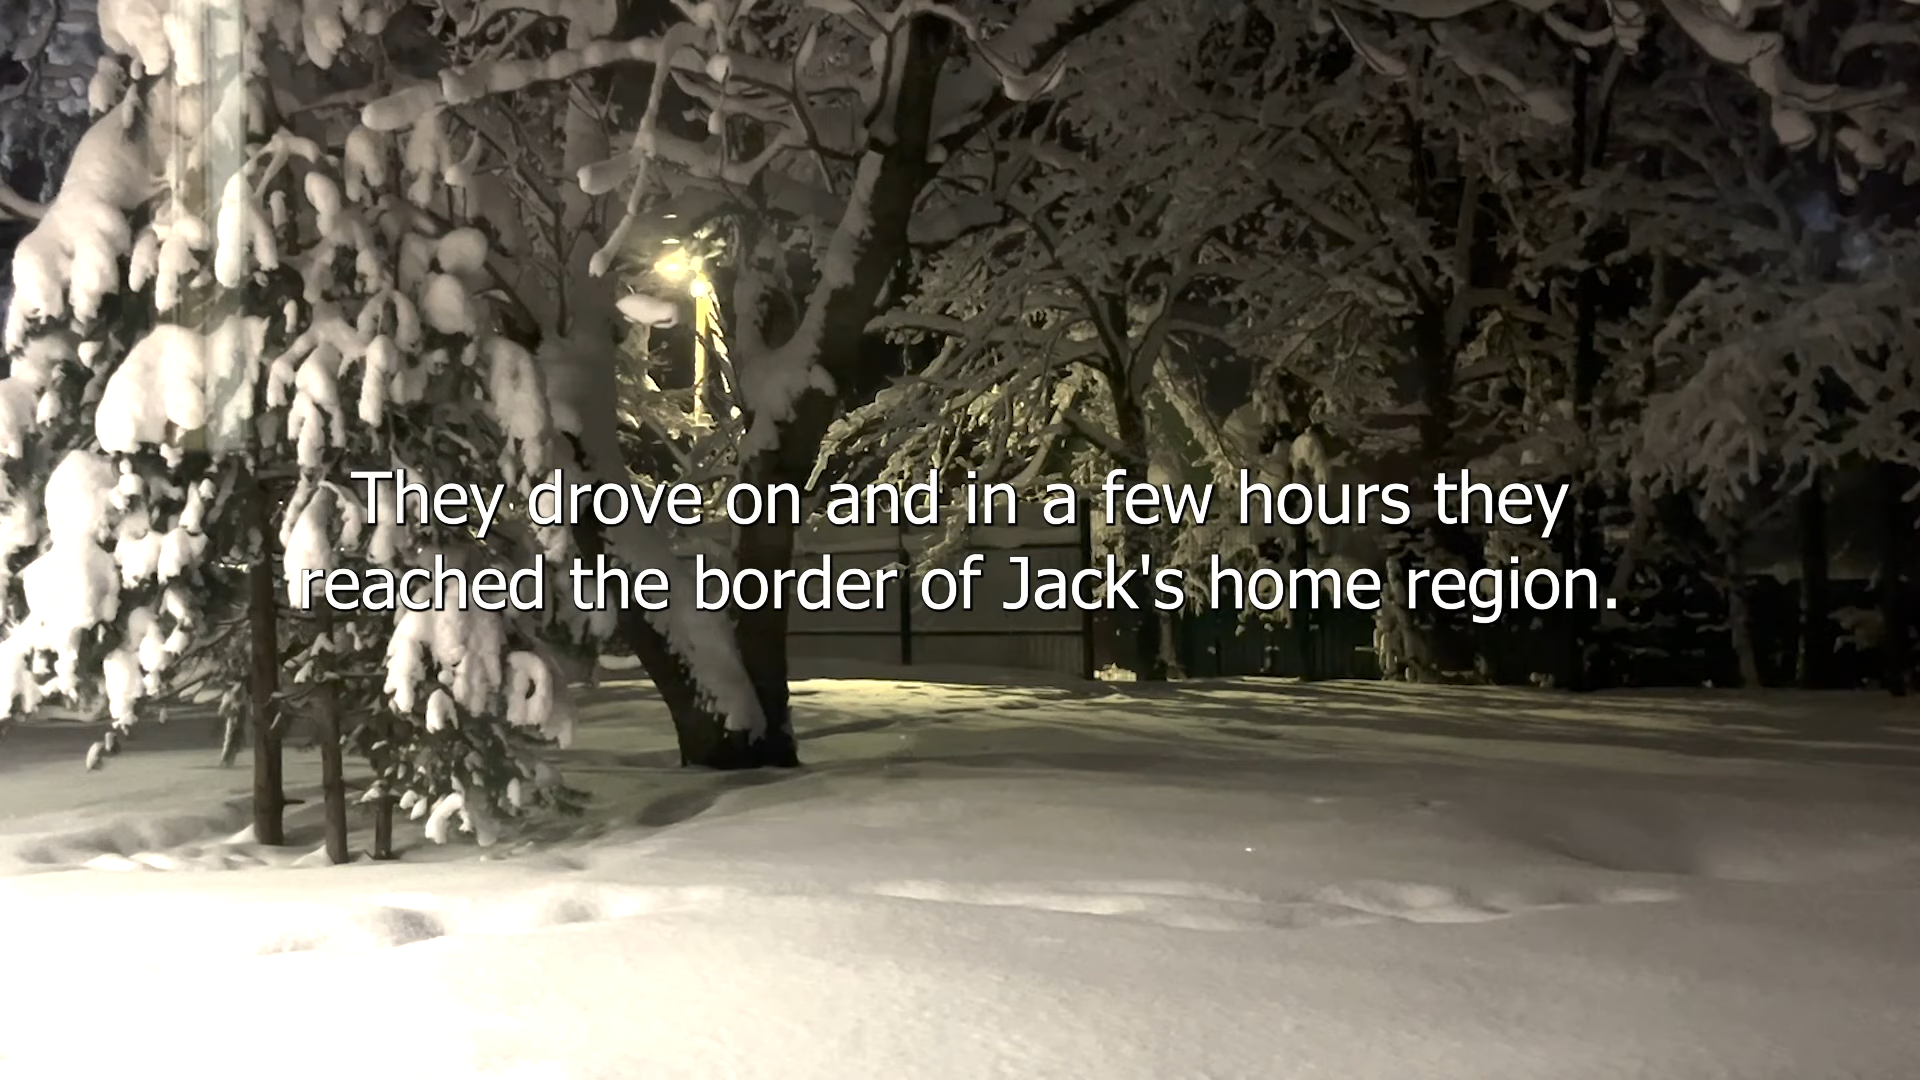 They drove on and in a few hours they
reached the border of Jack's home region.